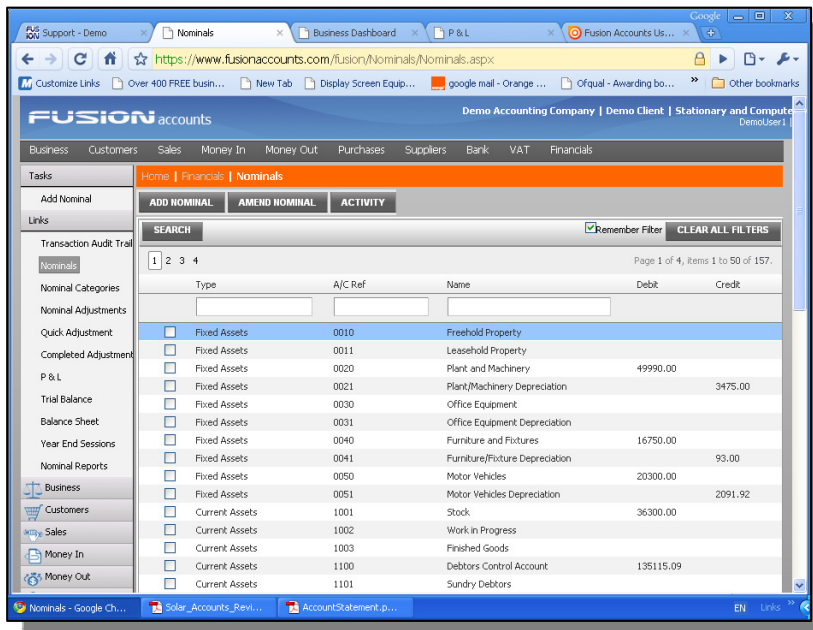 Google
Support - Demo
Nominals
Business Dashboard
P & L
Fusion Accounts Us...
https://www.fusionaccounts.com/fusion/Nominals/Nominals.aspx
Customize Links
Over 400 FREE busin...
New Tab
Display Screen Equip...
google mail - Orange ...
Ofqual - Awarding bo...
»
Other bookmarks
FUSION accounts
Demo Accounting Company | Demo Client | Stationary and Compute
DemoUser1 |
Business Customers Sales Money In Money Out Purchases Suppliers Bank VAT Financials
Tasks
Add Nominal
Links
Transaction Audit Trail
Nominals
Nominal Categories
Nominal Adjustments
Quick Adjustment
Completed Adjustment
P & L
Trial Balance
Balance Sheet
Year End Sessions
Nominal Reports
Business
Customers
Sales
Money In
Money Out
Home | Financials | Nominals
ADD NOMINAL AMEND NOMINAL ACTIVITY
SEARCH Remember Filter CLEAR ALL FILTERS
1 2 3 4 Page 1 of 4, items 1 to 50 of 157.
Type A/C Ref Name Debit Credit
Fixed Assets 0010 Freehold Property
Fixed Assets 0011 Leasehold Property
Fixed Assets 0020 Plant and Machinery 49990.00
Fixed Assets 0021 Plant/Machinery Depreciation 3475.00
Fixed Assets 0030 Office Equipment
Fixed Assets 0031 Office Equipment Depreciation
Fixed Assets 0040 Furniture and Fixtures 16750.00
Fixed Assets 0041 Furniture/Fixture Depreciation 93.00
Fixed Assets 0050 Motor Vehicles 20300.00
Fixed Assets 0051 Motor Vehicles Depreciation 2091.92
Current Assets 1001 Stock 36300.00
Current Assets 1002 Work in Progress
Current Assets 1003 Finished Goods
Current Assets 1100 Debtors Control Account 135115.09
Current Assets 1101 Sundry Debtors
Nominals - Google Ch...
Solar_Accounts_Revi...
AccountStatement.p...
EN Links »